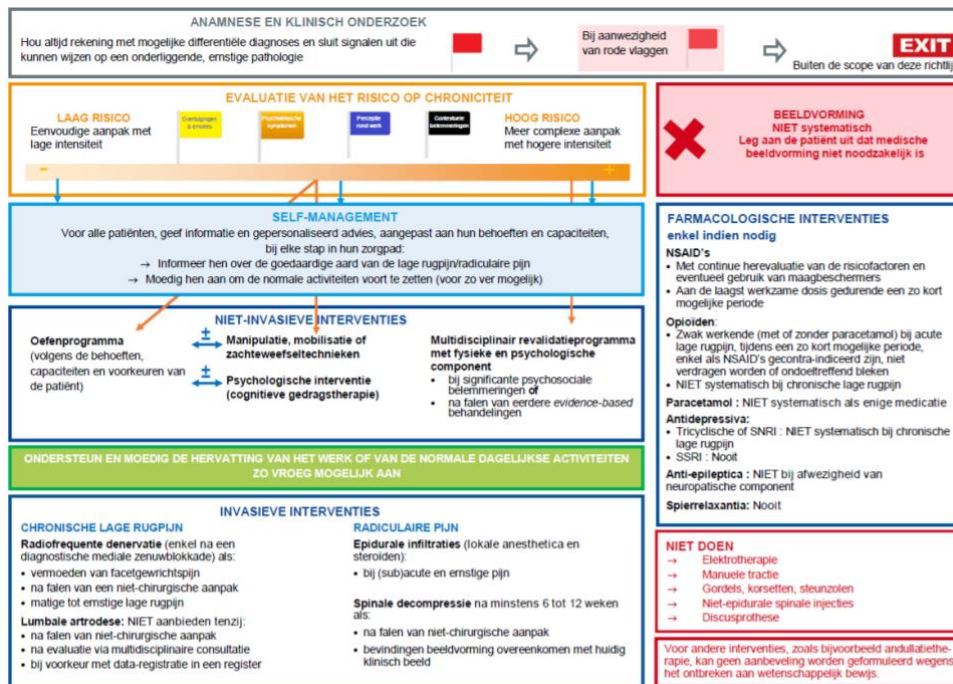 ANAMNESE EN KLINISCH ONDERZOEK
Hou altijd rekening met mogelijke differentiële diagnoses en sluit signalen uit die
kunnen wijzen op een onderliggende, ernstige pathologie
Bij aanwezigheid
van rode vlaggen
EXIT
Buiten de scope van deze richtlij
EVALUATIE VAN HET RISICO OP CHRONICITEIT
LAAG RISICO
Eenvoudige aanpak met
lage intensiteit
Overtuigingen
& emoties
Psychiatrische
symptomen
Perceptie
rond werk
Contextuele
belemmeringen
HOOG RISICO
Meer complexe aanpak
met hogere intensiteit
-
+
BEELDVORMING
NIET systematisch
Leg aan de patiënt uit dat medische
beeldvorming niet noodzakelijk is
SELF-MANAGEMENT
Voor alle patiënten, geef informatie en gepersonaliseerd advies, aangepast aan hun behoeften en capaciteiten,
bij elke stap in hun zorgpad:
→ Informeer hen over de goedaardige aard van de lage rugpijn/radiculaire pijn
→ Moedig hen aan om de normale activiteiten voort te zetten (voor zo ver mogelijk)
NIET-INVASIEVE INTERVENTIES
Oefenprogramma
(volgens de behoeften,
capaciteiten en voorkeuren van
de patiënt)
±
Manipulatie, mobilisatie of
zachteweefseltechnieken
±
Psychologische interventie
(cognitieve gedragstherapie)
Multidisciplinair revalidatieprogramma
met fysieke en psychologische
component
• bij significante psychosociale
belemmeringen of
• na falen van eerdere evidence-based
behandelingen
ONDERSTEUN EN MOEDIG DE HERVATTING VAN HET WERK OF VAN DE NORMALE DAGELIJKSE ACTIVITEITEN
ZO VROEG MOGELIJK AAN
INVASIEVE INTERVENTIES
CHRONISCHE LAGE RUGPIJN
Radiofrequente denervatie (enkel na een
diagnostische mediale zenuwblokkade) als:
• vermoeden van facetgewrichtspijn
• na falen van een niet-chirurgische aanpak
• matige tot ernstige lage rugpijn
Lumbale artrodese: NIET aanbieden tenzij:
• na falen van niet-chirurgische aanpak
• na evaluatie via multidisciplinaire consultatie
• bij voorkeur met data-registratie in een register
RADICULAIRE PIJN
Epidurale infiltraties (lokale anesthetica en
steroïden):
• bij (sub)acute en ernstige pijn
Spinale decompressie na minstens 6 tot 12 weken
als:
• na falen van niet-chirurgische aanpak
• bevindingen beeldvorming overeenkomen met huidig
klinisch beeld
FARMACOLOGISCHE INTERVENTIES
enkel indien nodig
NSAID's
• Met continue herevaluatie van de risicofactoren en
eventueel gebruik van maagbeschermers
• Aan de laagst werkzame dosis gedurende een zo kort
mogelijke periode
Opioïden:
• Zwak werkende (met of zonder paracetamol) bij acute
lage rugpijn, tijdens een zo kort mogelijke periode,
enkel als NSAID's gecontra-indiceerd zijn, niet
verdragen worden of ondoeltreffend bleken
• NIET systematisch bij chronische lage rugpijn
Paracetamol : NIET systematisch als enige medicatie
Antidepressiva:
• Tricyclische of SNRI : NIET systematisch bij chronische
lage rugpijn
• SSRI : Nooit
Anti-epileptica : NIET bij afwezigheid van
neuropatische component
Spierrelaxantia: Nooit
NIET DOEN
→ Elektrotherapie
→ Manuele tractie
→ Gordels, korsetten, steunzolen
→ Niet-epidurale spinale injecties
→ Discusprothese
Voor andere interventies, zoals bijvoorbeeld andullatiethe-
rapie, kan geen aanbeveling worden geformuleerd wegens
het ontbreken aan wetenschappelijk bewijs.